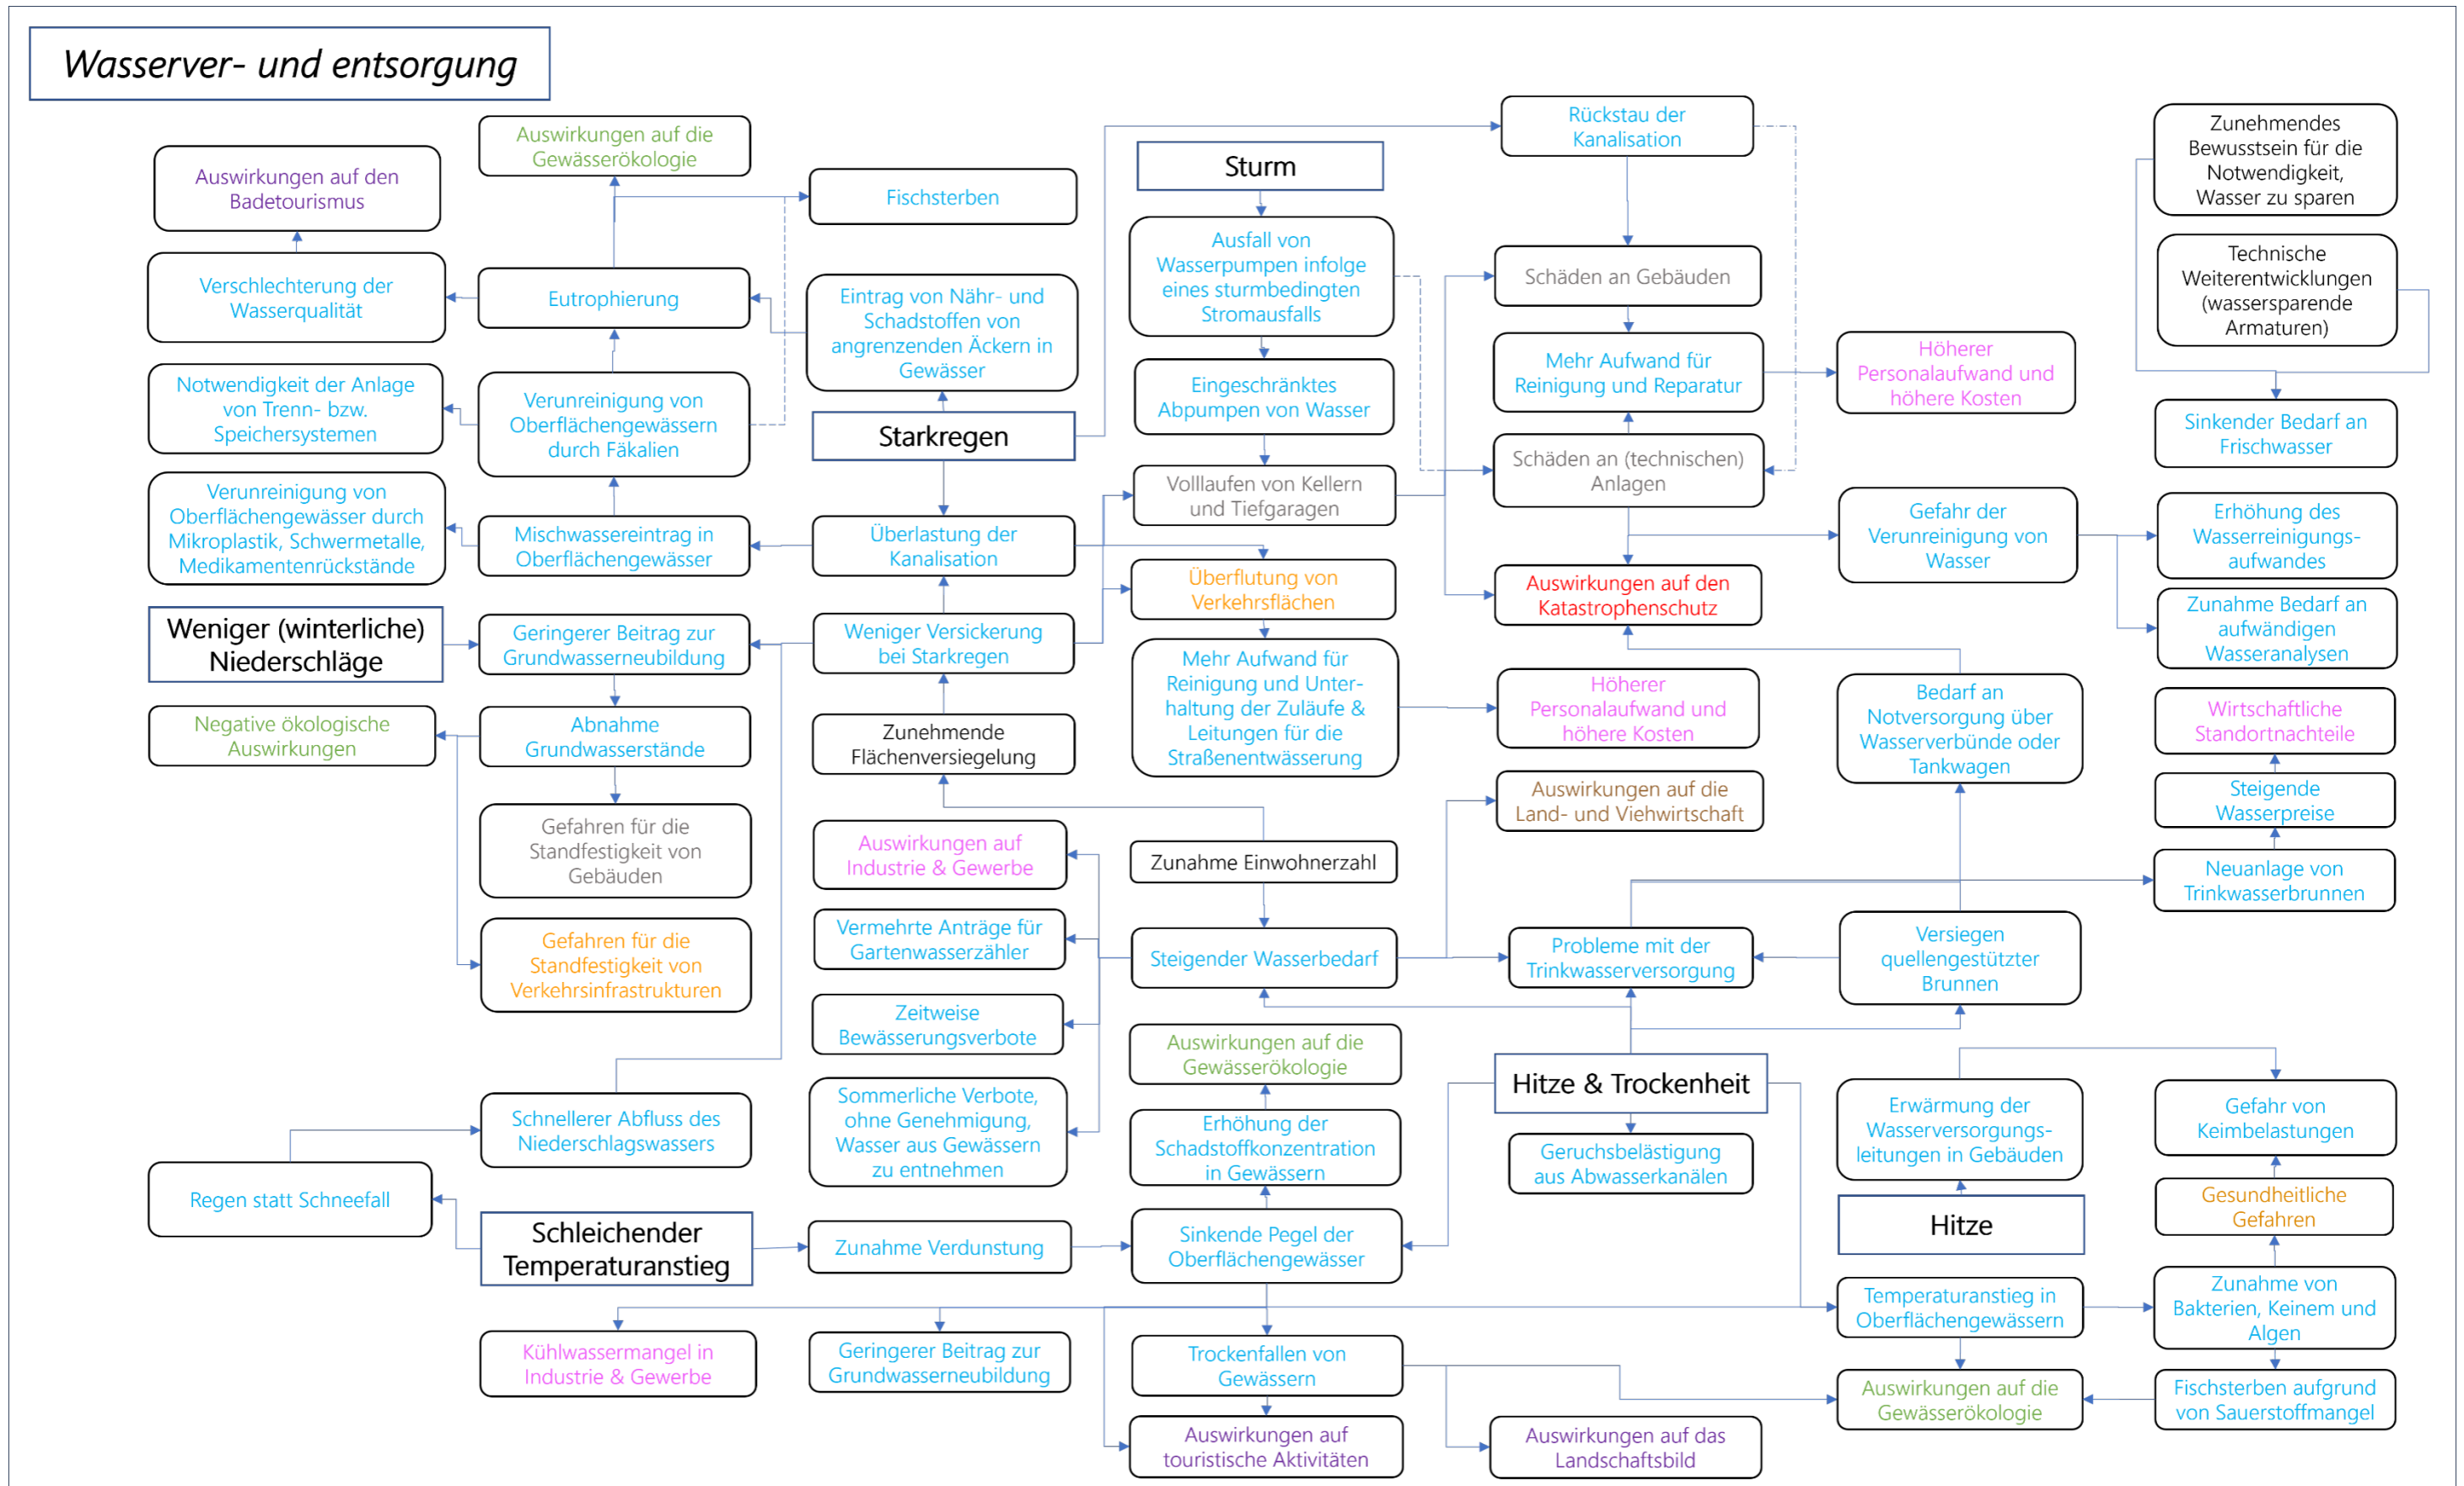 Wasserver- und entsorgung
Auswirkungen auf den
Badetourismus
Auswirkungen auf die
Gewässerökologie
Fischsterben
Verschlechterung der
Wasserqualität
Eutrophierung
Eintrag von Nähr- und
Schadstoffen von
angrenzenden Äckern in
Gewässer
Notwendigkeit der Anlage
von Trenn- bzw.
Speichersystemen
Verunreinigung von
Oberflächengewässern
durch Fäkalien
Starkregen
Verunreinigung von
Oberflächengewässer durch
Mikroplastik, Schwermetalle,
Medikamentenrückstände
Mischwassereintrag in
Oberflächengewässer
Überlastung der
Kanalisation
Weniger (winterliche)
Niederschläge
Geringerer Beitrag zur
Grundwasserneubildung
Weniger Versickerung
bei Starkregen
Negative ökologische
Auswirkungen
Abnahme
Grundwasserstände
Zunehmende
Flächenversiegelung
Gefahren für die
Standfestigkeit von
Gebäuden
Gefahren für die
Standfestigkeit von
Verkehrsinfrastrukturen
Sturm
Ausfall von
Wasserpumpen infolge
eines sturmbedingten
Stromausfalls
Eingeschränktes
Abpumpen von Wasser
Volllaufen von Kellern
und Tiefgaragen
Überflutung von
Verkehrsflächen
Mehr Aufwand für
Reinigung und Unter-
haltung der Zuläufe &
Leitungen für die
Straßenentwässerung
Rückstau der
Kanalisation
Schäden an Gebäuden
Mehr Aufwand für
Reinigung und Reparatur
Schäden an (technischen)
Anlagen
Auswirkungen auf den
Katastrophenschutz
Höherer
Personalaufwand und
höhere Kosten
Auswirkungen auf die
Land- und Viehwirtschaft
Höherer
Personalaufwand und
höhere Kosten
Gefahr der
Verunreinigung von
Wasser
Bedarf an
Notversorgung über
Wasserverbünde oder
Tankwagen
Zunehmendes
Bewusstsein für die
Notwendigkeit,
Wasser zu sparen
Technische
Weiterentwicklungen
(wassersparende
Armaturen)
Sinkender Bedarf an
Frischwasser
Erhöhung des
Wasserreinigungs-
aufwandes
Zunahme Bedarf an
aufwändigen
Wasseranalysen
Wirtschaftliche
Standortnachteile
Steigende
Wasserpreise
Neuanlage von
Trinkwasserbrunnen
Auswirkungen auf
Industrie & Gewerbe
Zunahme Einwohnerzahl
Vermehrte Anträge für
Gartenwasserzähler
Steigender Wasserbedarf
Probleme mit der
Trinkwasserversorgung
Versiegen
quellengestützter
Brunnen
Zeitweise
Bewässerungsverbote
Auswirkungen auf die
Gewässerökologie
Hitze & Trockenheit
Sommerliche Verbote,
ohne Genehmigung,
Wasser aus Gewässern
zu entnehmen
Erhöhung der
Schadstoffkonzentration
in Gewässern
Geruchsbelästigung
aus Abwasserkanälen
Erwärmung der
Wasserversorgungs-
leitungen in Gebäuden
Gefahr von
Keimbelastungen
Schnellerer Abfluss des
Niederschlagswassers
Regen statt Schneefall
Schleichender
Temperaturanstieg
Zunahme Verdunstung
Sinkende Pegel der
Oberflächengewässer
Hitze
Gesundheitliche
Gefahren
Temperaturanstieg in
Oberflächengewässern
Zunahme von
Bakterien, Keinem und
Algen
Kühlwassermangel in
Industrie & Gewerbe
Geringerer Beitrag zur
Grundwasserneubildung
Trockenfallen von
Gewässern
Auswirkungen auf die
Gewässerökologie
Fischsterben aufgrund
von Sauerstoffmangel
Auswirkungen auf
touristische Aktivitäten
Auswirkungen auf das
Landschaftsbild